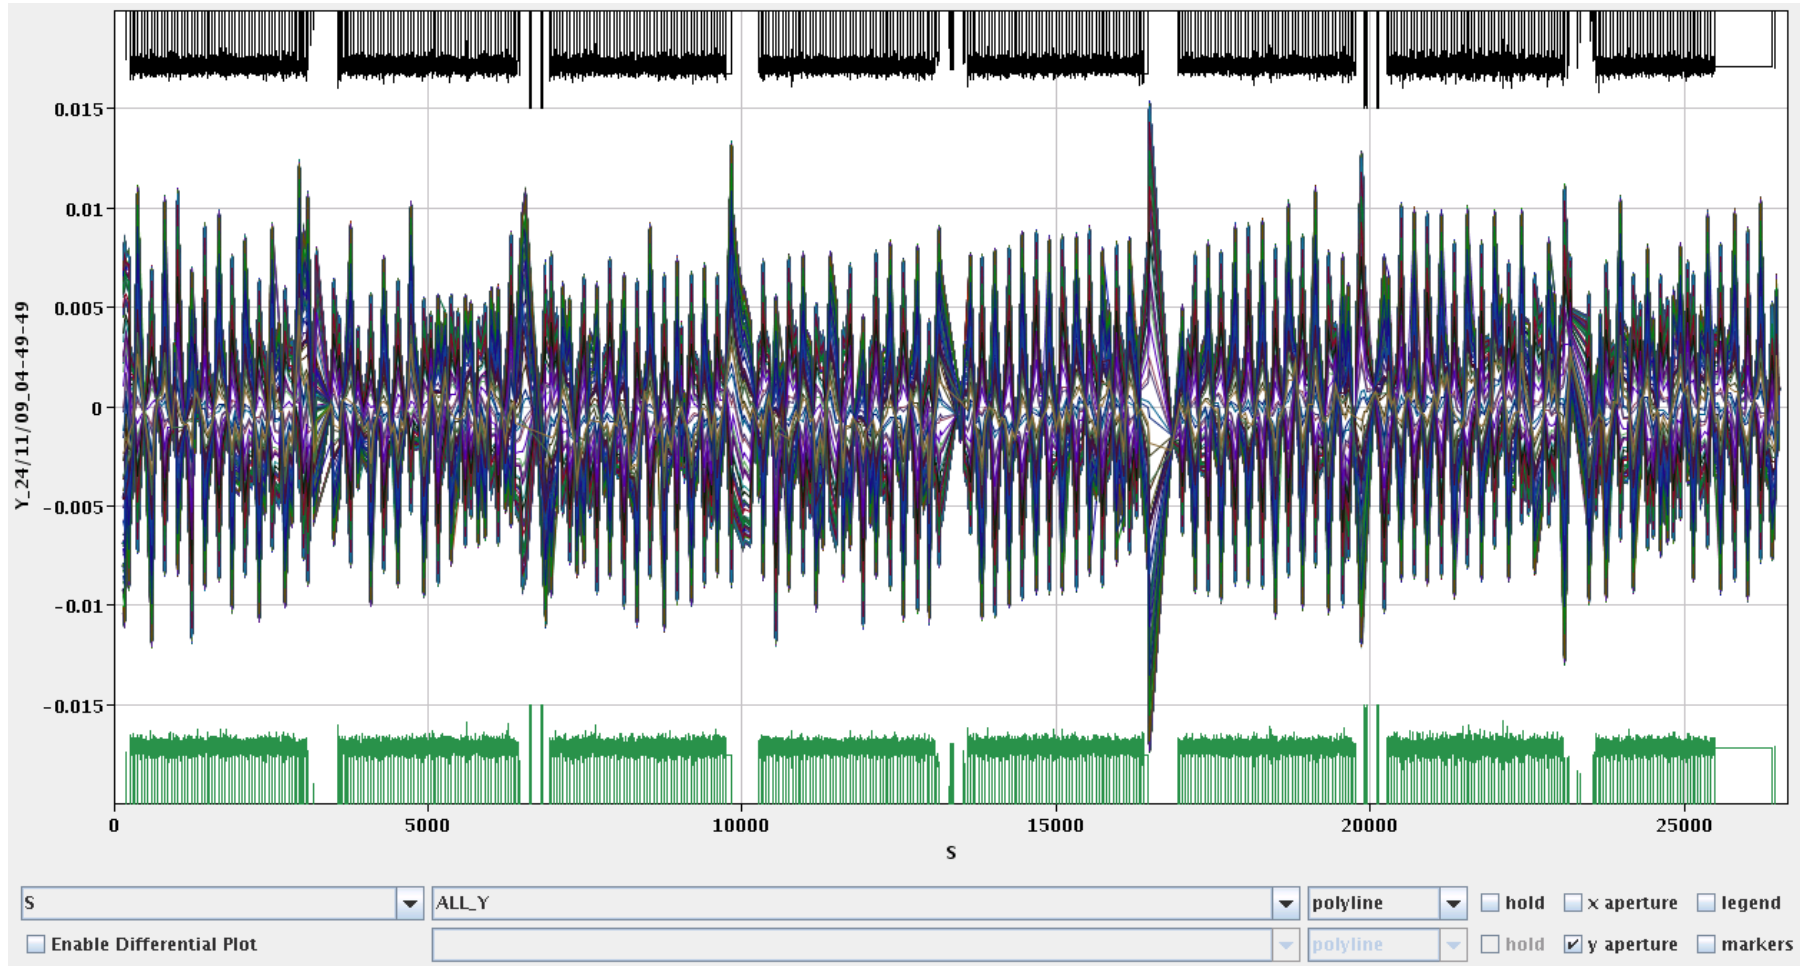 0.015
0.01
0.005
0
-0.005
-0.01
-0.015
Y_24/11/09_04-49-49
0 5000 10000 15000 20000 25000
S
S ALL_Y polyline hold x aperture legend
Enable Differential Plot polyline hold y aperture markers